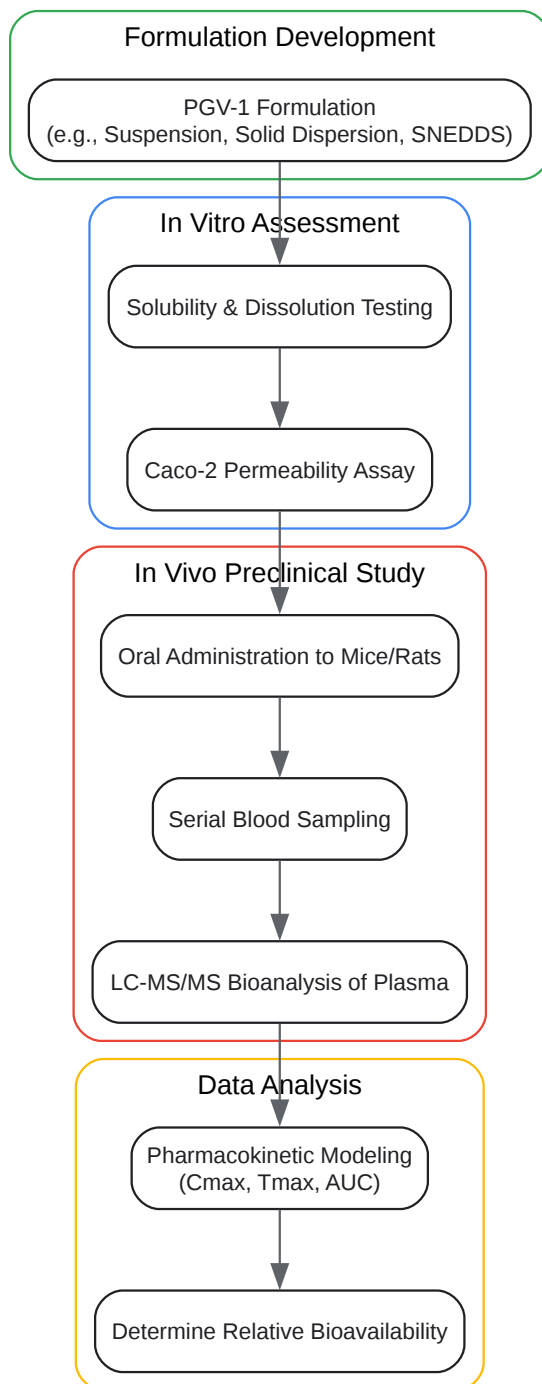 Formulation Development
PGV-1 Formulation
(e.g., Suspension, Solid Dispersion, SNEDDS)
In Vitro Assessment
Solubility & Dissolution Testing
Caco-2 Permeability Assay
In Vivo Preclinical Study
Oral Administration to Mice/Rats
Serial Blood Sampling
LC-MS/MS Bioanalysis of Plasma
Data Analysis
Pharmacokinetic Modeling
(Cmax, Tmax, AUC)
Determine Relative Bioavailability